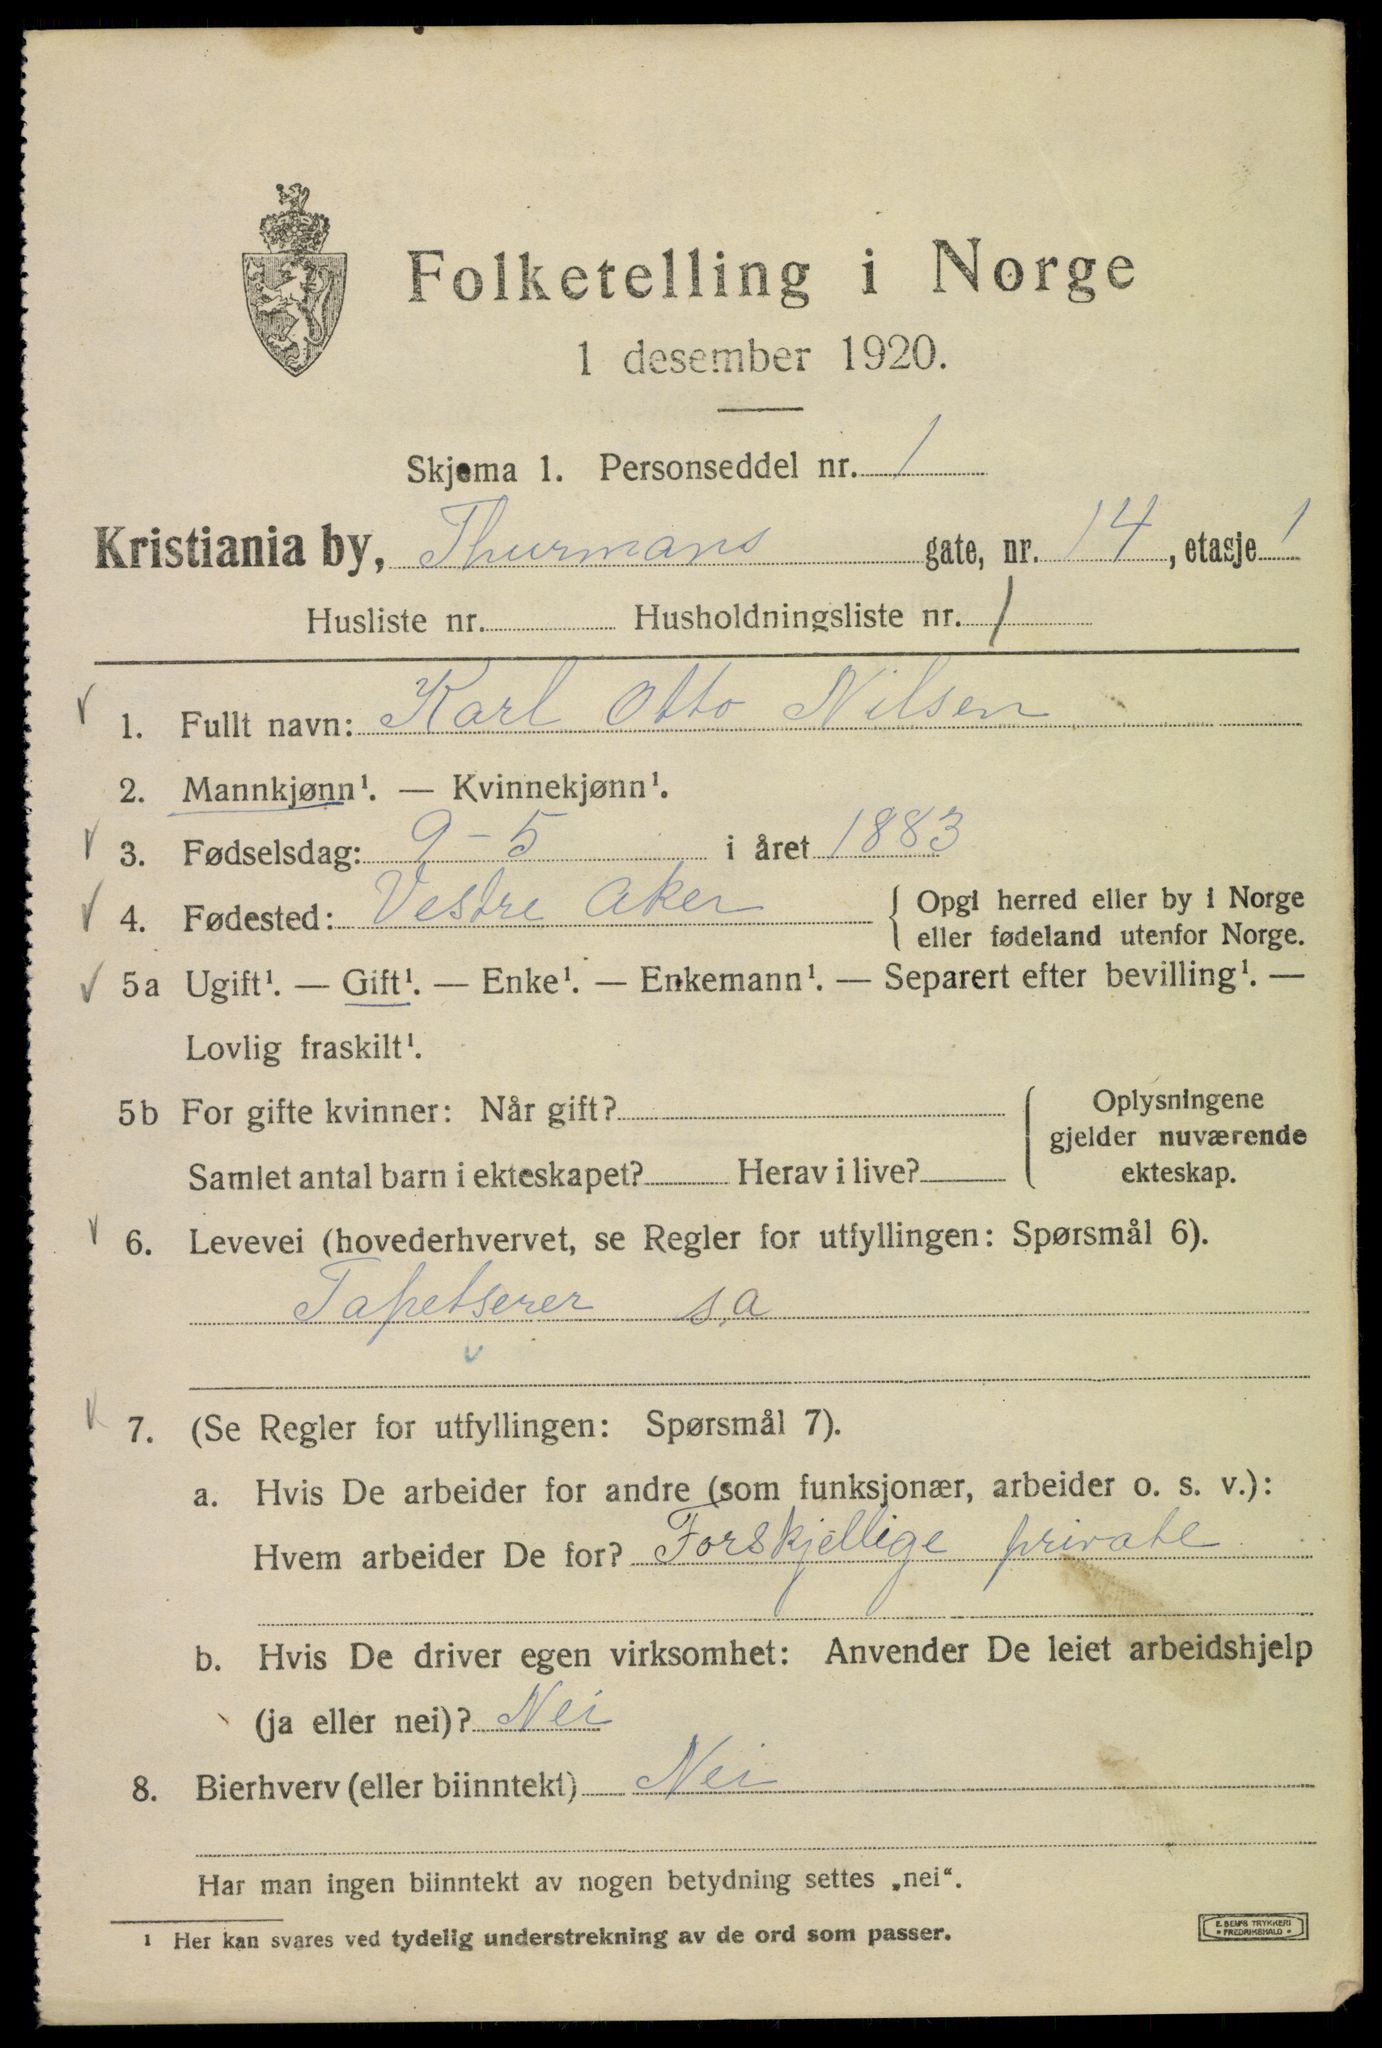 Folketelling i Norge
1 desember 1920.
Skjema 1. Personseddel nr. 1
Kristiania by, Thurmans gate, nr. 14, etasje 1
Husliste nr. Husholdningsliste nr. 1
1. Fullt navn: Karl Otto Nilsen
2. Mannkjønn¹. — Kvinnekjønn¹.
3. Fødselsdag: 9-5 i året 1883
4. Fødested: Vestre Aker { Opgi herred eller by i Norge
eller fødeland utenfor Norge.
5a Ugift¹. — Gift¹. — Enke¹. — Enkemann¹. — Separert efter bevilling¹. —
Lovlig fraskilt¹.
5b For gifte kvinner: Når gift? { Oplysningene
gjelder nuværende
Samlet antal barn i ekteskapet? Herav i live? ekteskap.
6. Levevei (hovederhvervet, se Regler for utfyllingen: Spørsmål 6).
Tapetserer s.a
7. (Se Regler for utfyllingen: Spørsmål 7).
a. Hvis De arbeider for andre (som funksjonær, arbeider o. s. v.):
Hvem arbeider De for? Forskjellige private
b. Hvis De driver egen virksomhet: Anvender De leiet arbeidshjelp
(ja eller nei)? Nei
8. Bierhverv (eller biinntekt) Nei
Har man ingen biinntekt av nogen betydning settes „nei“.
¹ Her kan svares ved tydelig understrekning av de ord som passer.
E. SEMS TRYKKERI
• FREDRIKSHALD •